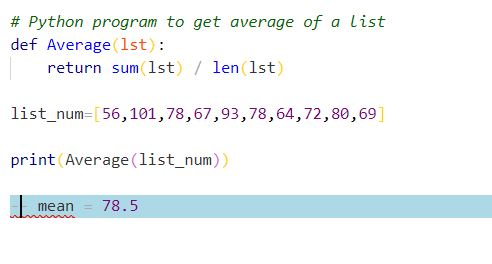 # Python program to get average of a list
def Average(lst):
    return sum(lst) / len(lst)
list_num=[56,101,78,67,93,78,64,72,80,69]
print(Average(list_num))
-- mean = 78.5